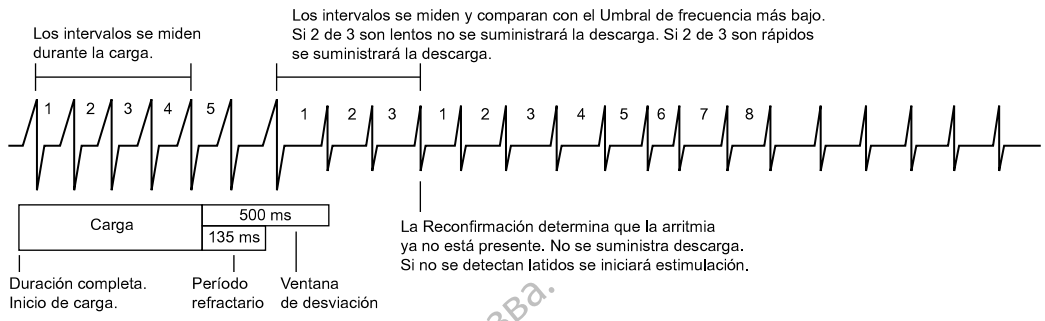 Los intervalos se miden
durante la carga.
Los intervalos se miden y comparan con el Umbral de frecuencia más bajo.
Si 2 de 3 son lentos no se suministrará la descarga. Si 2 de 3 son rápidos
se suministrará la descarga.
1 2 3 4 5 1 2 3 1 2 3 4 5 6 7 8
Carga
500 ms
135 ms
Duración completa.
Inicio de carga.
Período
refractario
Ventana
de desviación
La Reconfirmación determina que la arritmia
ya no está presente. No se suministra descarga.
Si no se detectan latidos se iniciará estimulación.